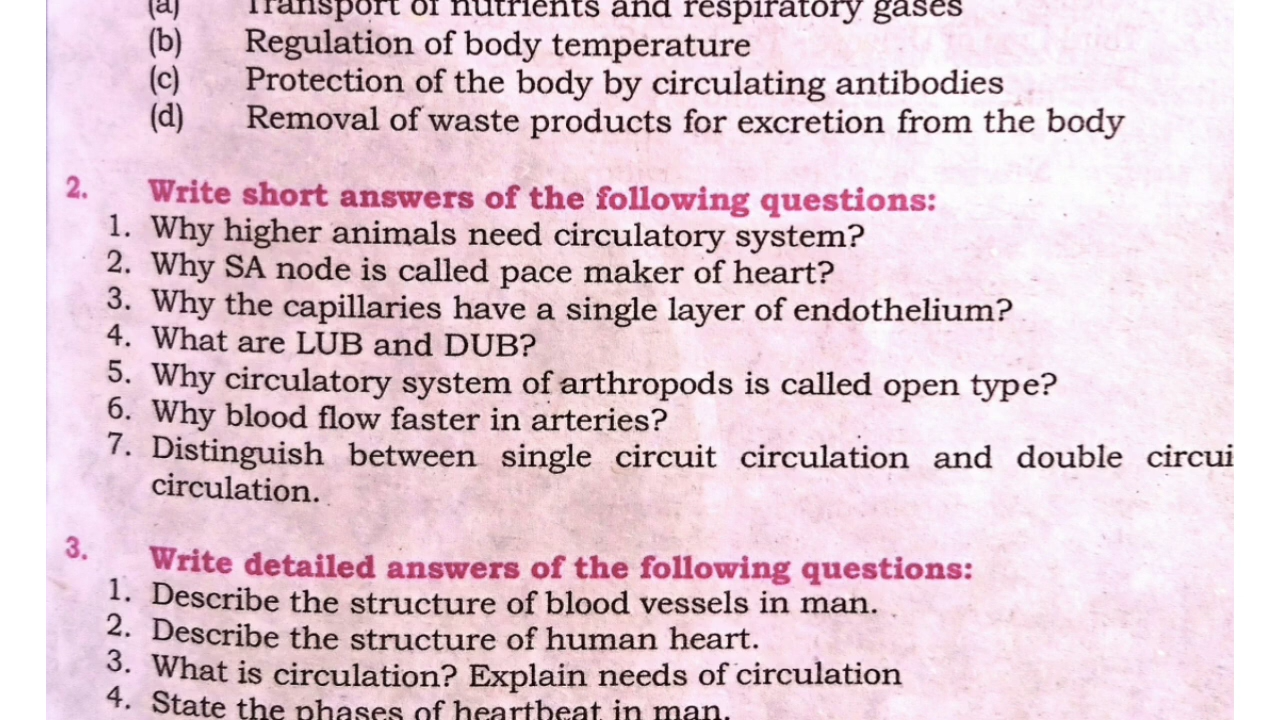 (a) Transport of nutrients and respiratory gases
(b) Regulation of body temperature
(c) Protection of the body by circulating antibodies
(d) Removal of waste products for excretion from the body
2. Write short answers of the following questions:
1. Why higher animals need circulatory system?
2. Why SA node is called pace maker of heart?
3. Why the capillaries have a single layer of endothelium?
4. What are LUB and DUB?
5. Why circulatory system of arthropods is called open type?
6. Why blood flow faster in arteries?
7. Distinguish between single circuit circulation and double circui
circulation.
3. Write detailed answers of the following questions:
1. Describe the structure of blood vessels in man.
2. Describe the structure of human heart.
3. What is circulation? Explain needs of circulation
4. State the phases of heartbeat in man.